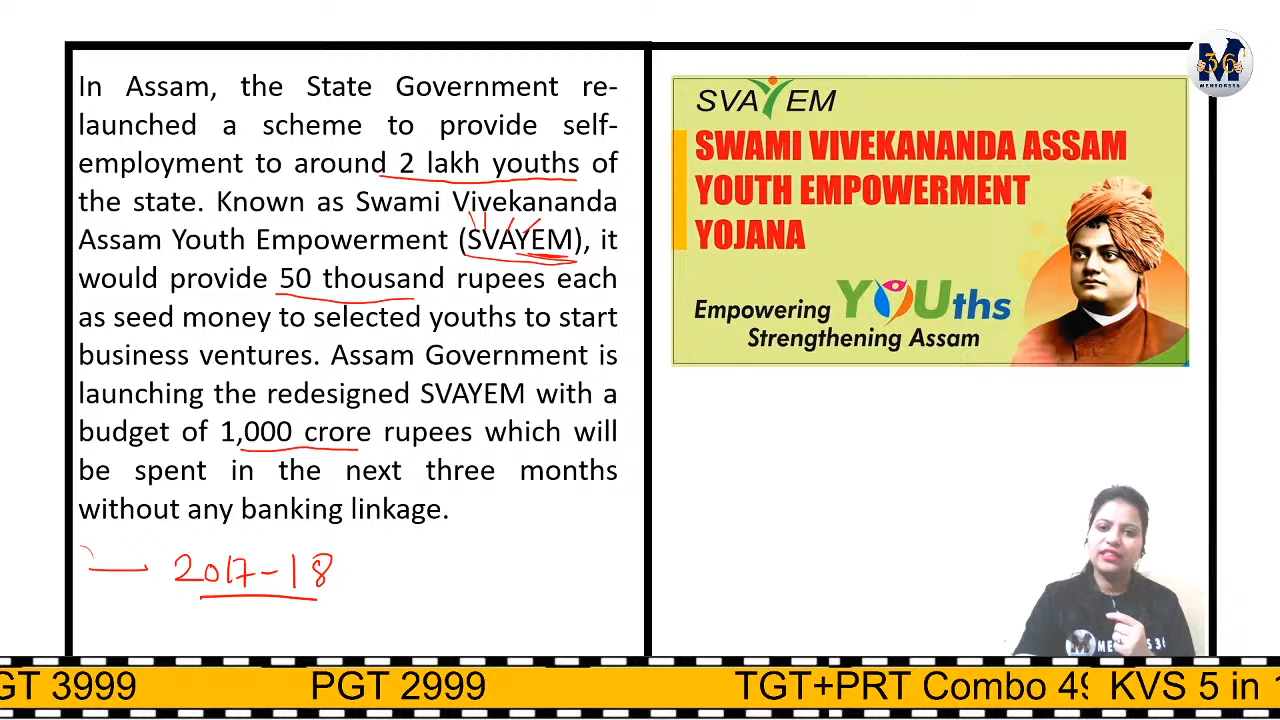 In Assam, the State Government re-
launched a scheme to provide self-
employment to around 2 lakh youths of
the state. Known as Swami Vivekananda
Assam Youth Empowerment (SVAYEM), it
would provide 50 thousand rupees each
as seed money to selected youths to start
business ventures. Assam Government is
launching the redesigned SVAYEM with a
budget of 1,000 crore rupees which will
be spent in the next three months
without any banking linkage.
2017-18
SVAYEM
SWAMI VIVEKANANDA ASSAM
YOUTH EMPOWERMENT
YOJANA
Empowering YOUths
Strengthening Assam
M
36
MENTORS36
GT 3999 PGT 2999 TGT+PRT Combo 49 KVS 5 in 1